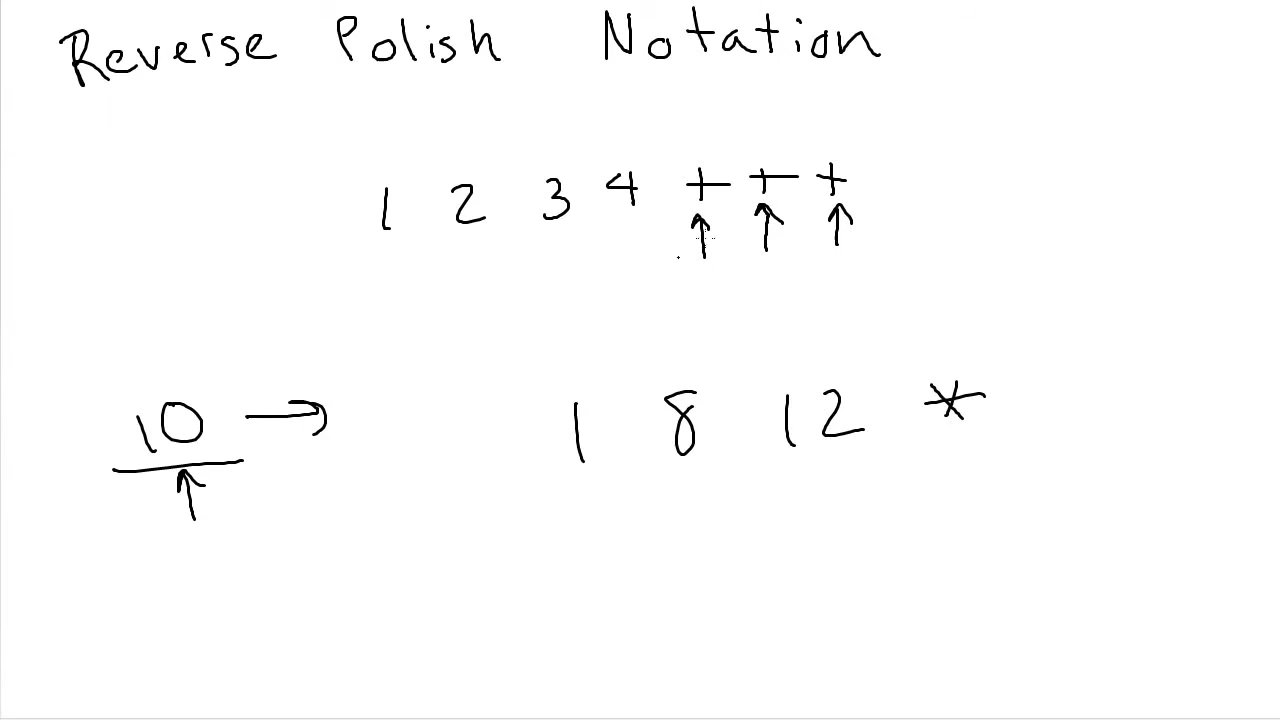 Reverse Polish Notation
1 2 3 4 + + +
10 → 1 8 12 *